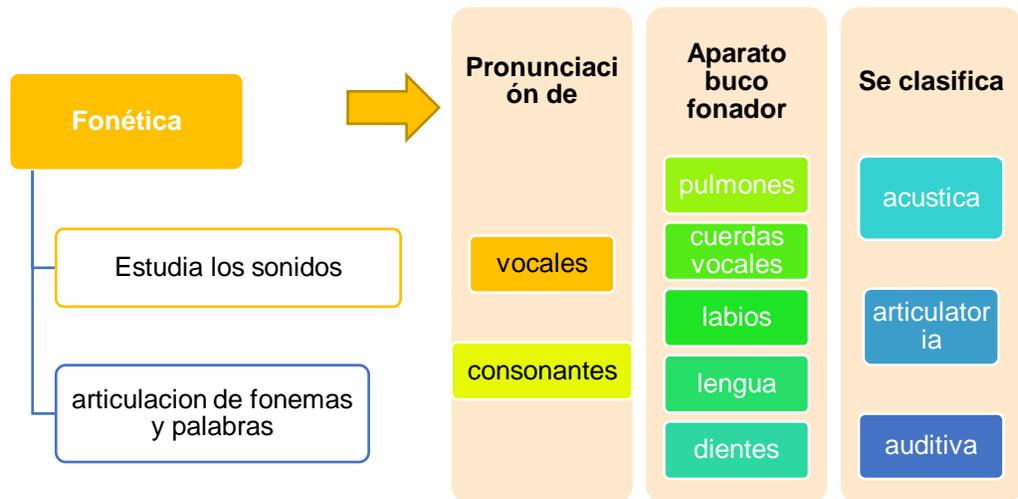 Fonética
Estudia los sonidos
articulacion de fonemas
y palabras
Pronunciaci
ón de
vocales
consonantes
Aparato
buco
fonador
pulmones
cuerdas
vocales
labios
lengua
dientes
Se clasifica
acustica
articulator
ia
auditiva